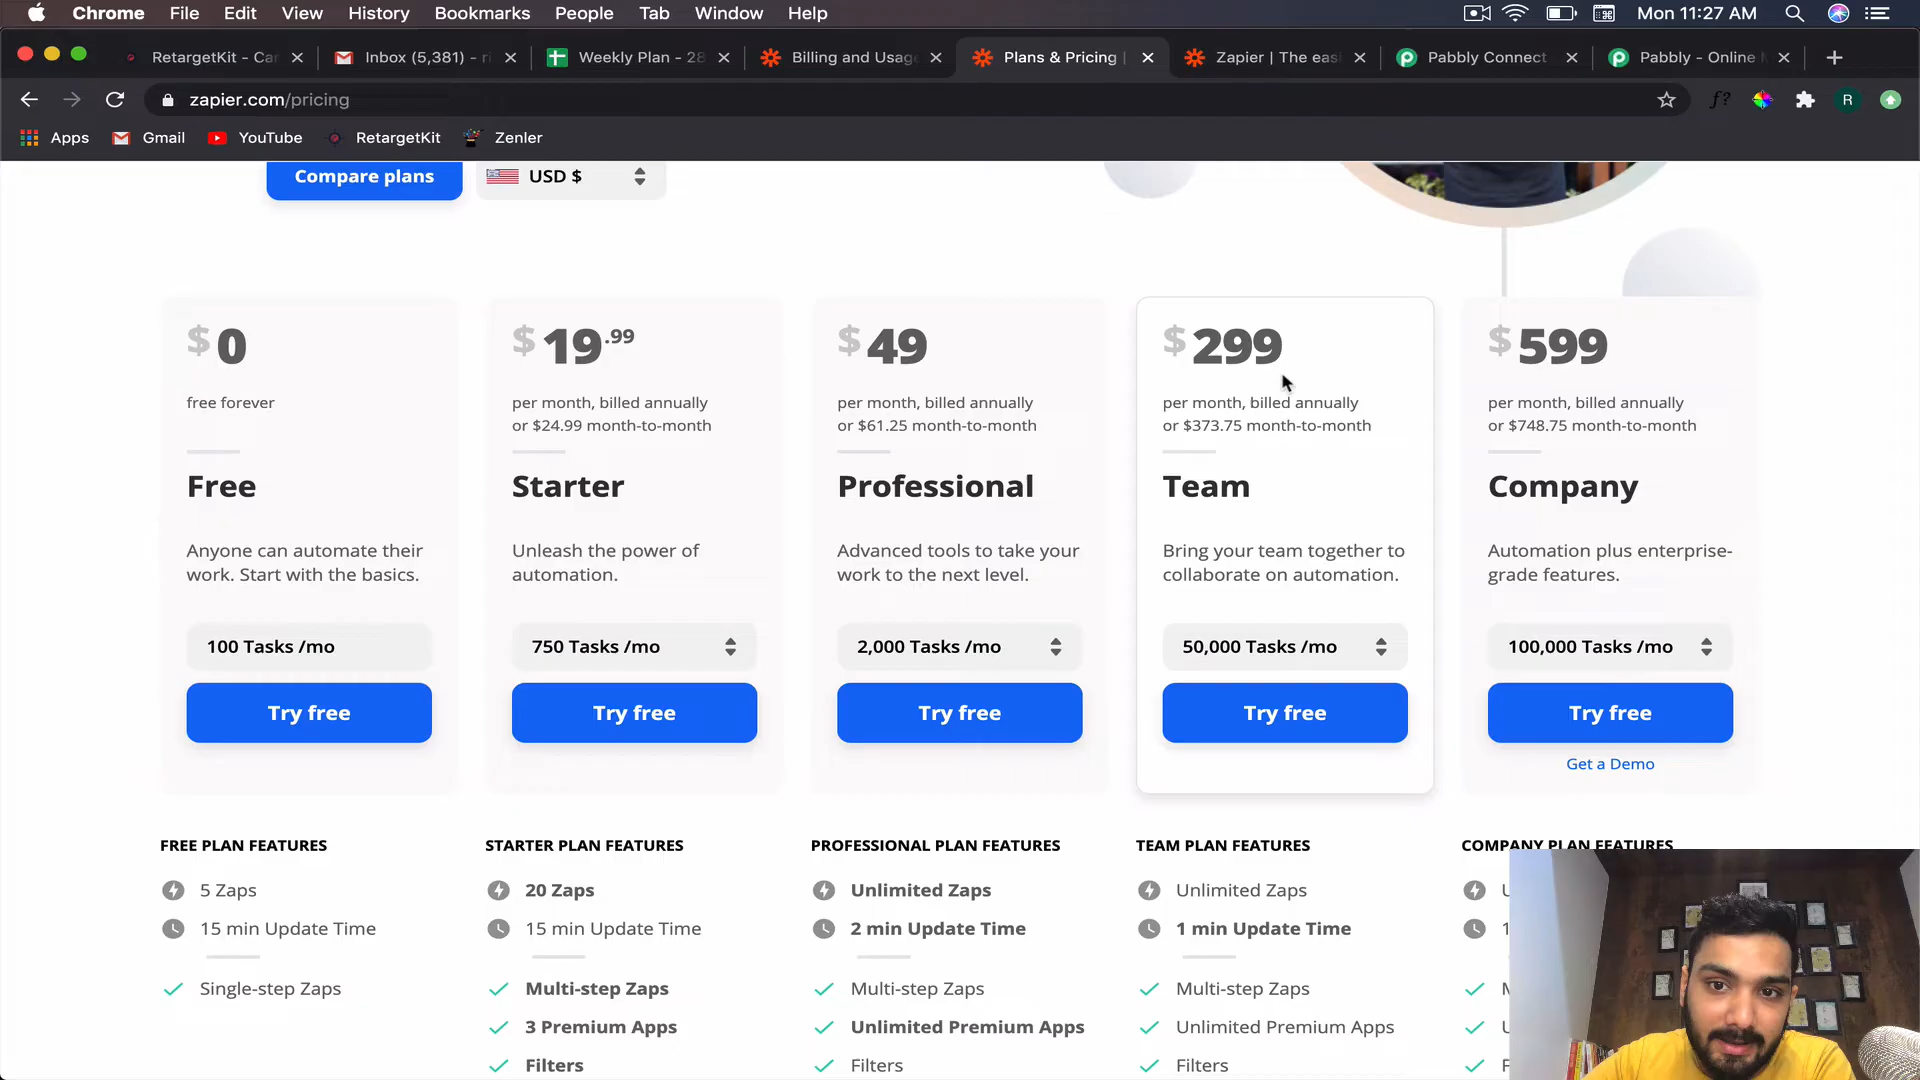 Chrome File Edit View History Bookmarks People Tab Window Help Mon 11:27 AM
RetargetKit - Car Inbox (5,381) - ri Weekly Plan - 28 Billing and Usage Plans & Pricing | Zapier | The easi Pabbly Connect Pabbly - Online M
zapier.com/pricing f? R
Apps Gmail YouTube RetargetKit Zenler
Compare plans USD $
$0
free forever
Free
Anyone can automate their
work. Start with the basics.
100 Tasks /mo
Try free
$19.99
per month, billed annually
or $24.99 month-to-month
Starter
Unleash the power of
automation.
750 Tasks /mo
Try free
$49
per month, billed annually
or $61.25 month-to-month
Professional
Advanced tools to take your
work to the next level.
2,000 Tasks /mo
Try free
$299
per month, billed annually
or $373.75 month-to-month
Team
Bring your team together to
collaborate on automation.
50,000 Tasks /mo
Try free
$599
per month, billed annually
or $748.75 month-to-month
Company
Automation plus enterprise-
grade features.
100,000 Tasks /mo
Try free
Get a Demo
FREE PLAN FEATURES
5 Zaps
15 min Update Time
Single-step Zaps
STARTER PLAN FEATURES
20 Zaps
15 min Update Time
Multi-step Zaps
3 Premium Apps
Filters
PROFESSIONAL PLAN FEATURES
Unlimited Zaps
2 min Update Time
Multi-step Zaps
Unlimited Premium Apps
Filters
TEAM PLAN FEATURES
Unlimited Zaps
1 min Update Time
Multi-step Zaps
Unlimited Premium Apps
Filters
COMPANY PLAN FEATURES